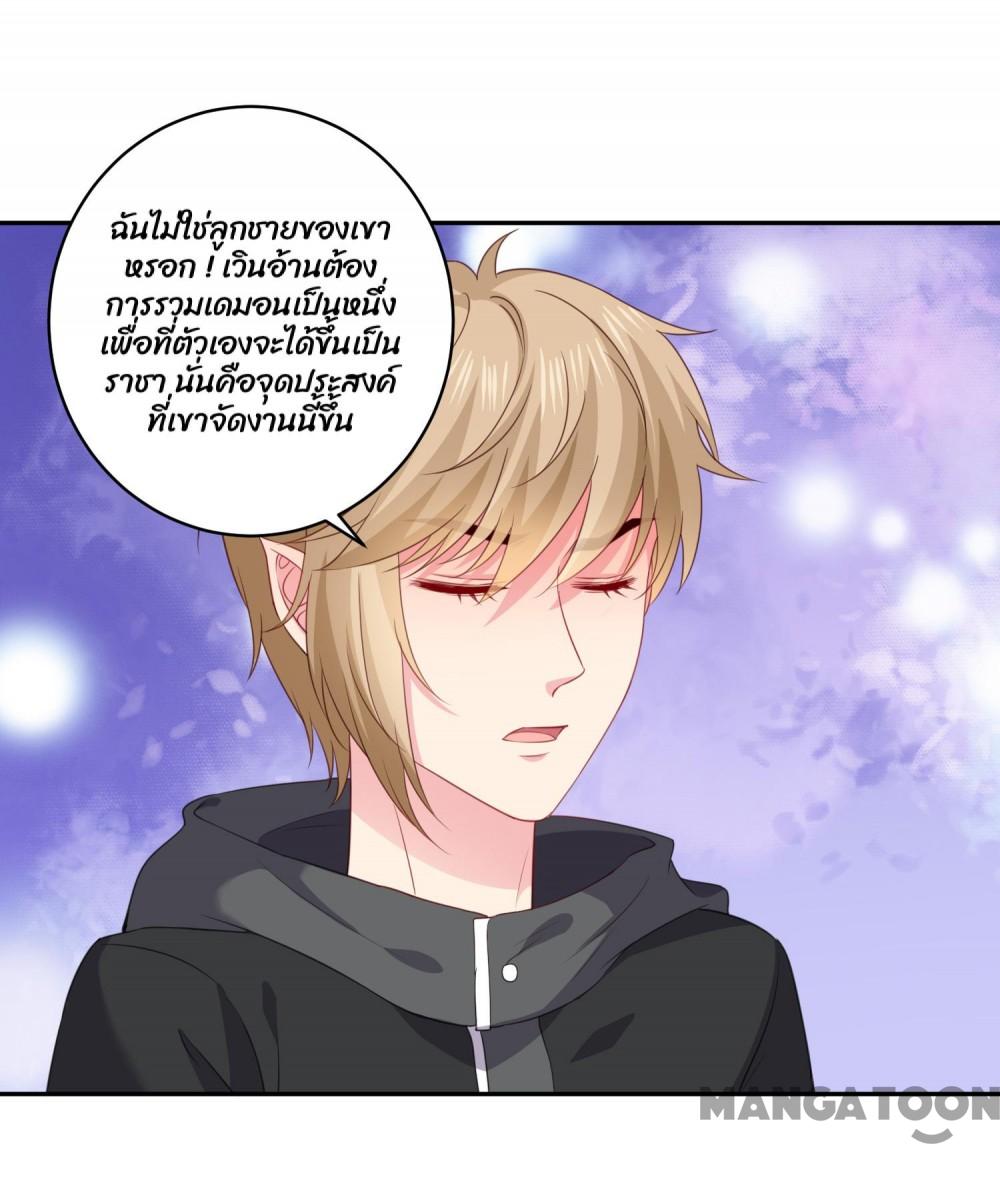 ฉันไม่ใช่ลูกชายของเขา
หรอก ! เวินอ้านต้อง
การรวมเดมอนเป็นหนึ่ง
เพื่อที่ตัวเองจะได้ขึ้นเป็น
ราชา นั่นคือจุดประสงค์
ที่เขาจัดงานนี้ขึ้น
MANGATOON